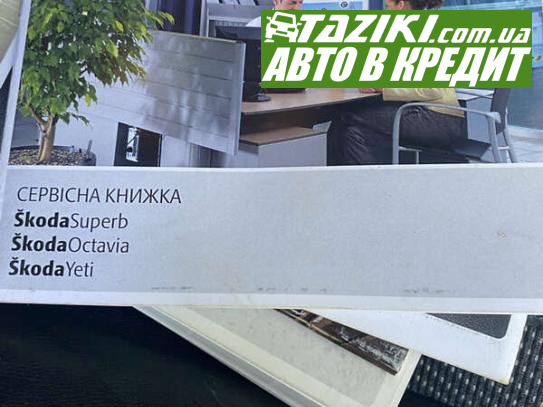 TAZIKI.com.ua
АВТО В КРЕДИТ
СЕРВІСНА КНИЖКА
ŠkodaSuperb
ŠkodaOctavia
ŠkodaYeti